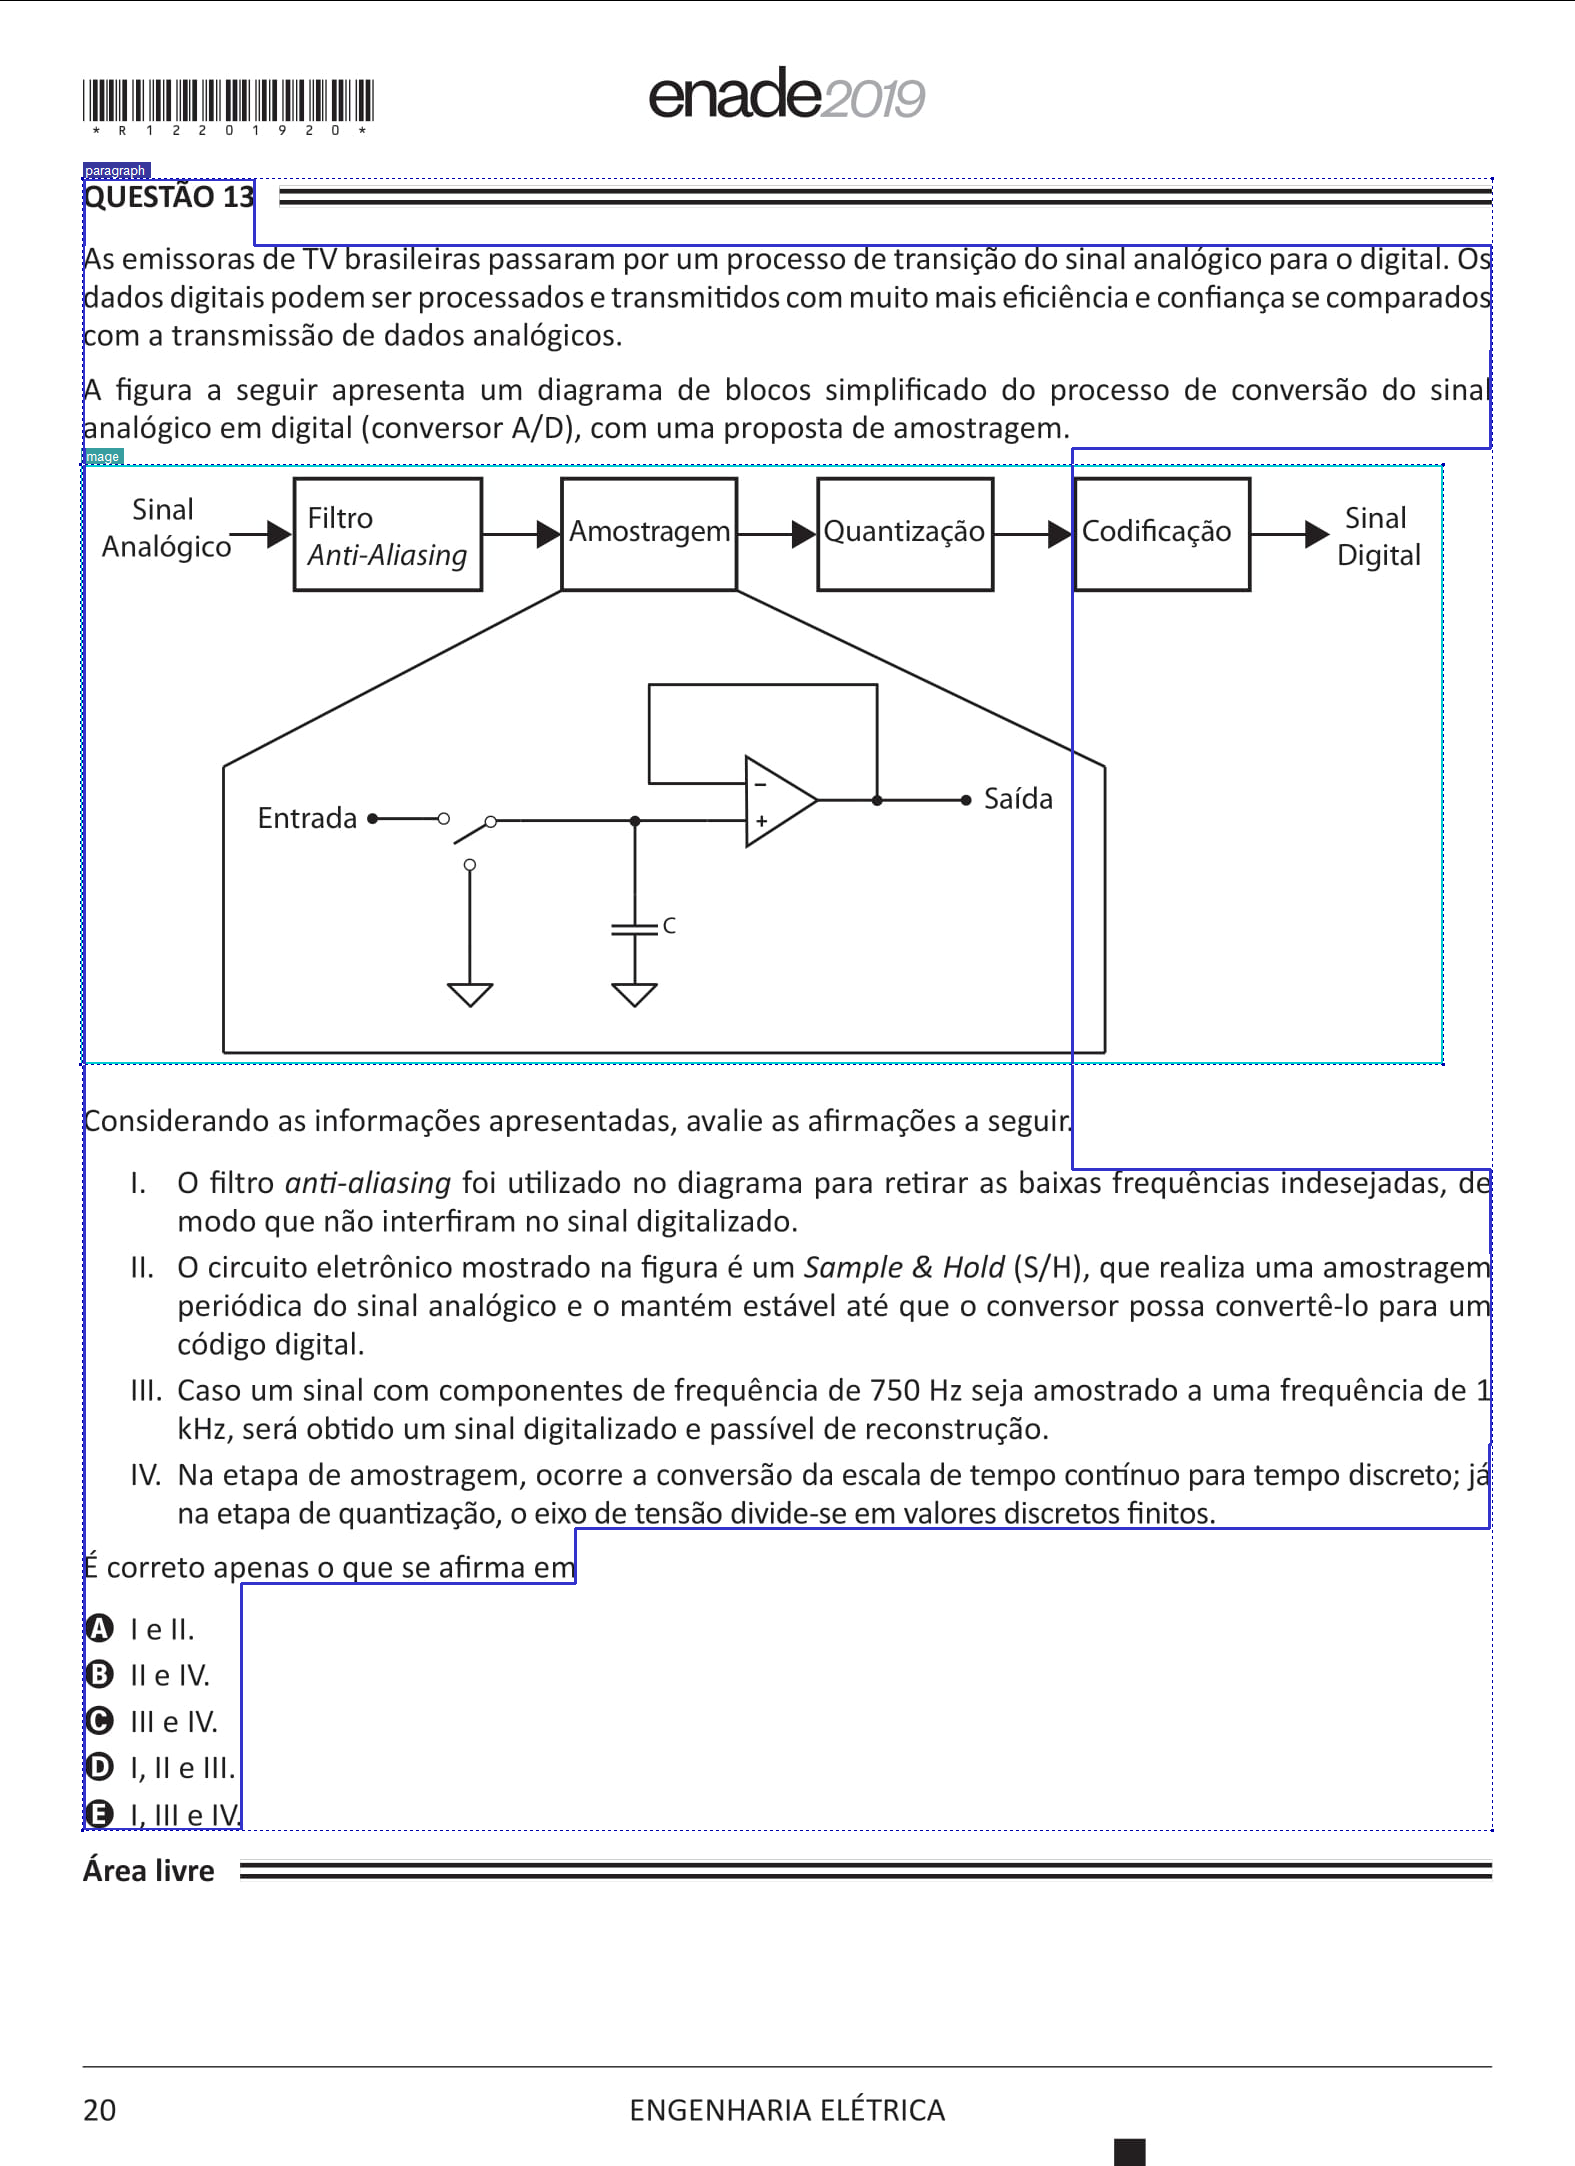 enade2019
*R12201920*
paragraph
QUESTÃO 13
As emissoras de TV brasileiras passaram por um processo de transição do sinal analógico para o digital. Os
dados digitais podem ser processados e transmitidos com muito mais eficiência e confiança se comparados
com a transmissão de dados analógicos.
A figura a seguir apresenta um diagrama de blocos simplificado do processo de conversão do sinal
analógico em digital (conversor A/D), com uma proposta de amostragem.
mage
Sinal
Analógico
Filtro
Anti-Aliasing
Amostragem
Quantização
Codificação
Sinal
Digital
Entrada
–
+
Saída
C
Considerando as informações apresentadas, avalie as afirmações a seguir.
I. O filtro anti-aliasing foi utilizado no diagrama para retirar as baixas frequências indesejadas, de
modo que não interfiram no sinal digitalizado.
II. O circuito eletrônico mostrado na figura é um Sample & Hold (S/H), que realiza uma amostragem
periódica do sinal analógico e o mantém estável até que o conversor possa convertê-lo para um
código digital.
III. Caso um sinal com componentes de frequência de 750 Hz seja amostrado a uma frequência de 1
kHz, será obtido um sinal digitalizado e passível de reconstrução.
IV. Na etapa de amostragem, ocorre a conversão da escala de tempo contínuo para tempo discreto; já
na etapa de quantização, o eixo de tensão divide-se em valores discretos finitos.
É correto apenas o que se afirma em
A I e II.
B II e IV.
C III e IV.
D I, II e III.
E I, III e IV.
Área livre
20
ENGENHARIA ELÉTRICA